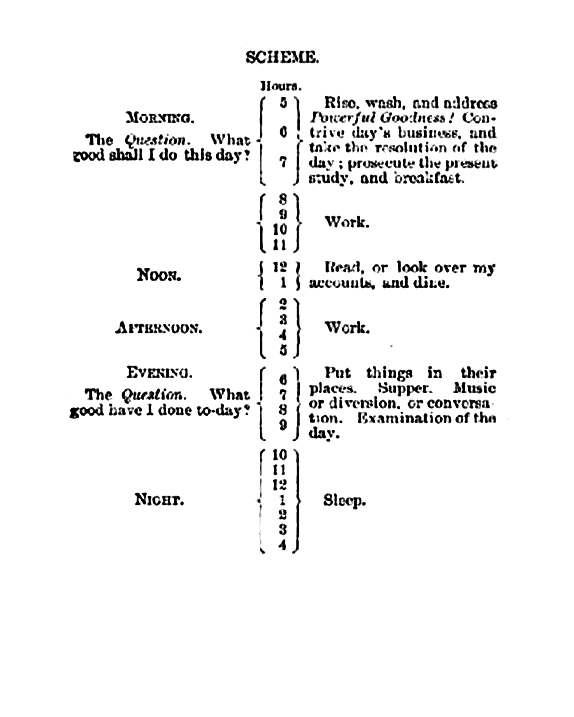 SCHEME.
Hours.
MORNING.
The Question. What
good shall I do this day?
5
6
7
Rise, wash, and address
Powerful Goodness! Con-
trive day's business, and
take the resolution of the
day; prosecute the present
study, and breakfast.
8
9
10
11
Work.
NOON.
12
1
Read, or look over my
accounts, and dine.
AFTERNOON.
2
3
4
5
Work.
EVENING.
The Question. What
good have I done to-day?
6
7
8
9
Put things in their
places. Supper. Music
or diversion, or conversa-
tion. Examination of the
day.
NIGHT.
10
11
12
1
2
3
4
Sleep.